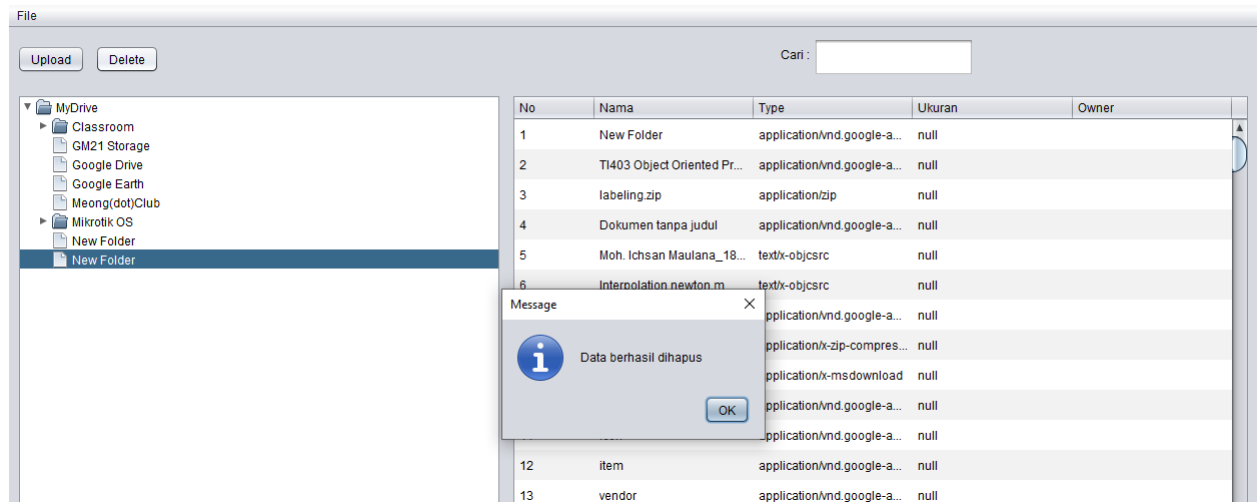 File
Upload Delete Cari :
MyDrive
Classroom
GM21 Storage
Google Drive
Google Earth
Meong(dot)Club
Mikrotik OS
New Folder
New Folder
No Nama Type Ukuran Owner
1 New Folder application/vnd.google-a... null
2 TI403 Object Oriented Pr... application/vnd.google-a... null
3 labeling.zip application/zip null
4 Dokumen tanpa judul application/vnd.google-a... null
5 Moh. Ichsan Maulana_18... text/x-objcsrc null
6 Interpolation newton.m text/x-objcsrc null
pplication/vnd.google-a... null
pplication/x-zip-compres... null
pplication/x-msdownload null
pplication/vnd.google-a... null
pplication/vnd.google-a... null
12 item application/vnd.google-a... null
13 vendor application/vnd.google-a... null
Message
Data berhasil dihapus
OK